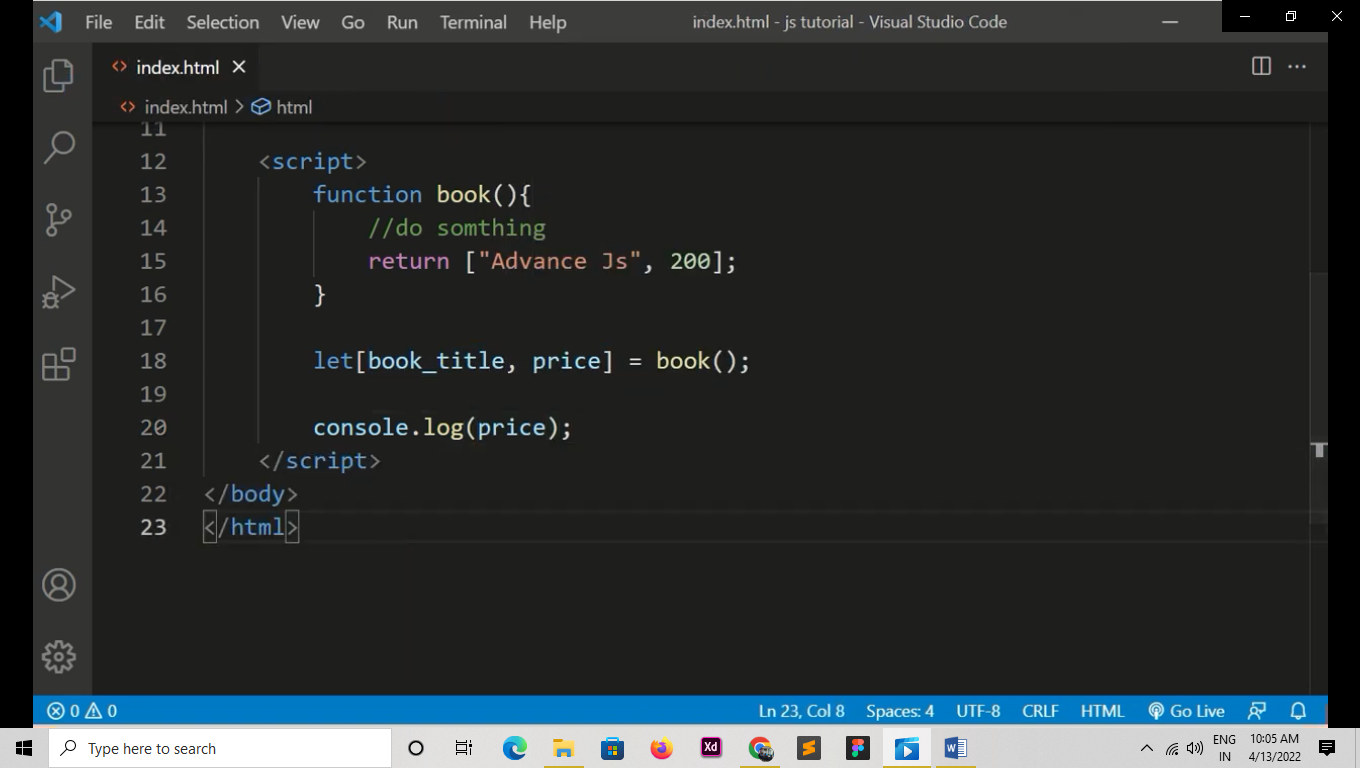 File Edit Selection View Go Run Terminal Help index.html - js tutorial - Visual Studio Code
index.html
index.html > html
11
12 <script>
13 function book(){
14 //do somthing
15 return ["Advance Js", 200];
16 }
17
18 let[book_title, price] = book();
19
20 console.log(price);
21 </script>
22 </body>
23 </html>
0 0 Ln 23, Col 8 Spaces: 4 UTF-8 CRLF HTML Go Live
Type here to search Xd ENG 10:05 AM
IN 4/13/2022